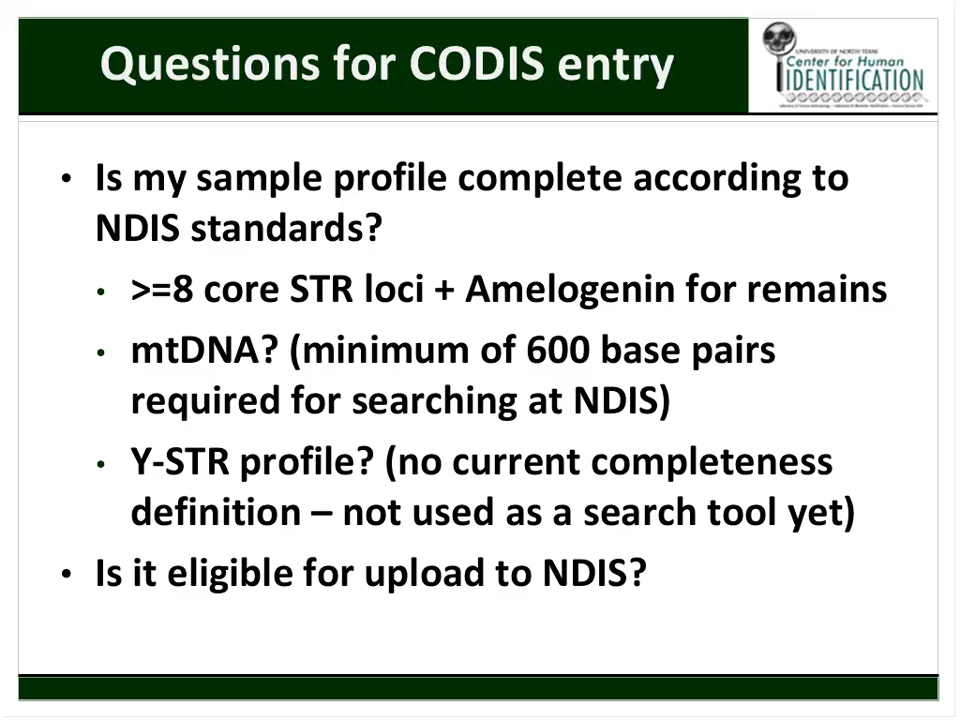 Questions for CODIS entry
UNIVERSITY OF NORTH TEXAS
Center for Human
IDENTIFICATION
• Is my sample profile complete according to
NDIS standards?
• >=8 core STR loci + Amelogenin for remains
• mtDNA? (minimum of 600 base pairs
required for searching at NDIS)
• Y-STR profile? (no current completeness
definition – not used as a search tool yet)
• Is it eligible for upload to NDIS?